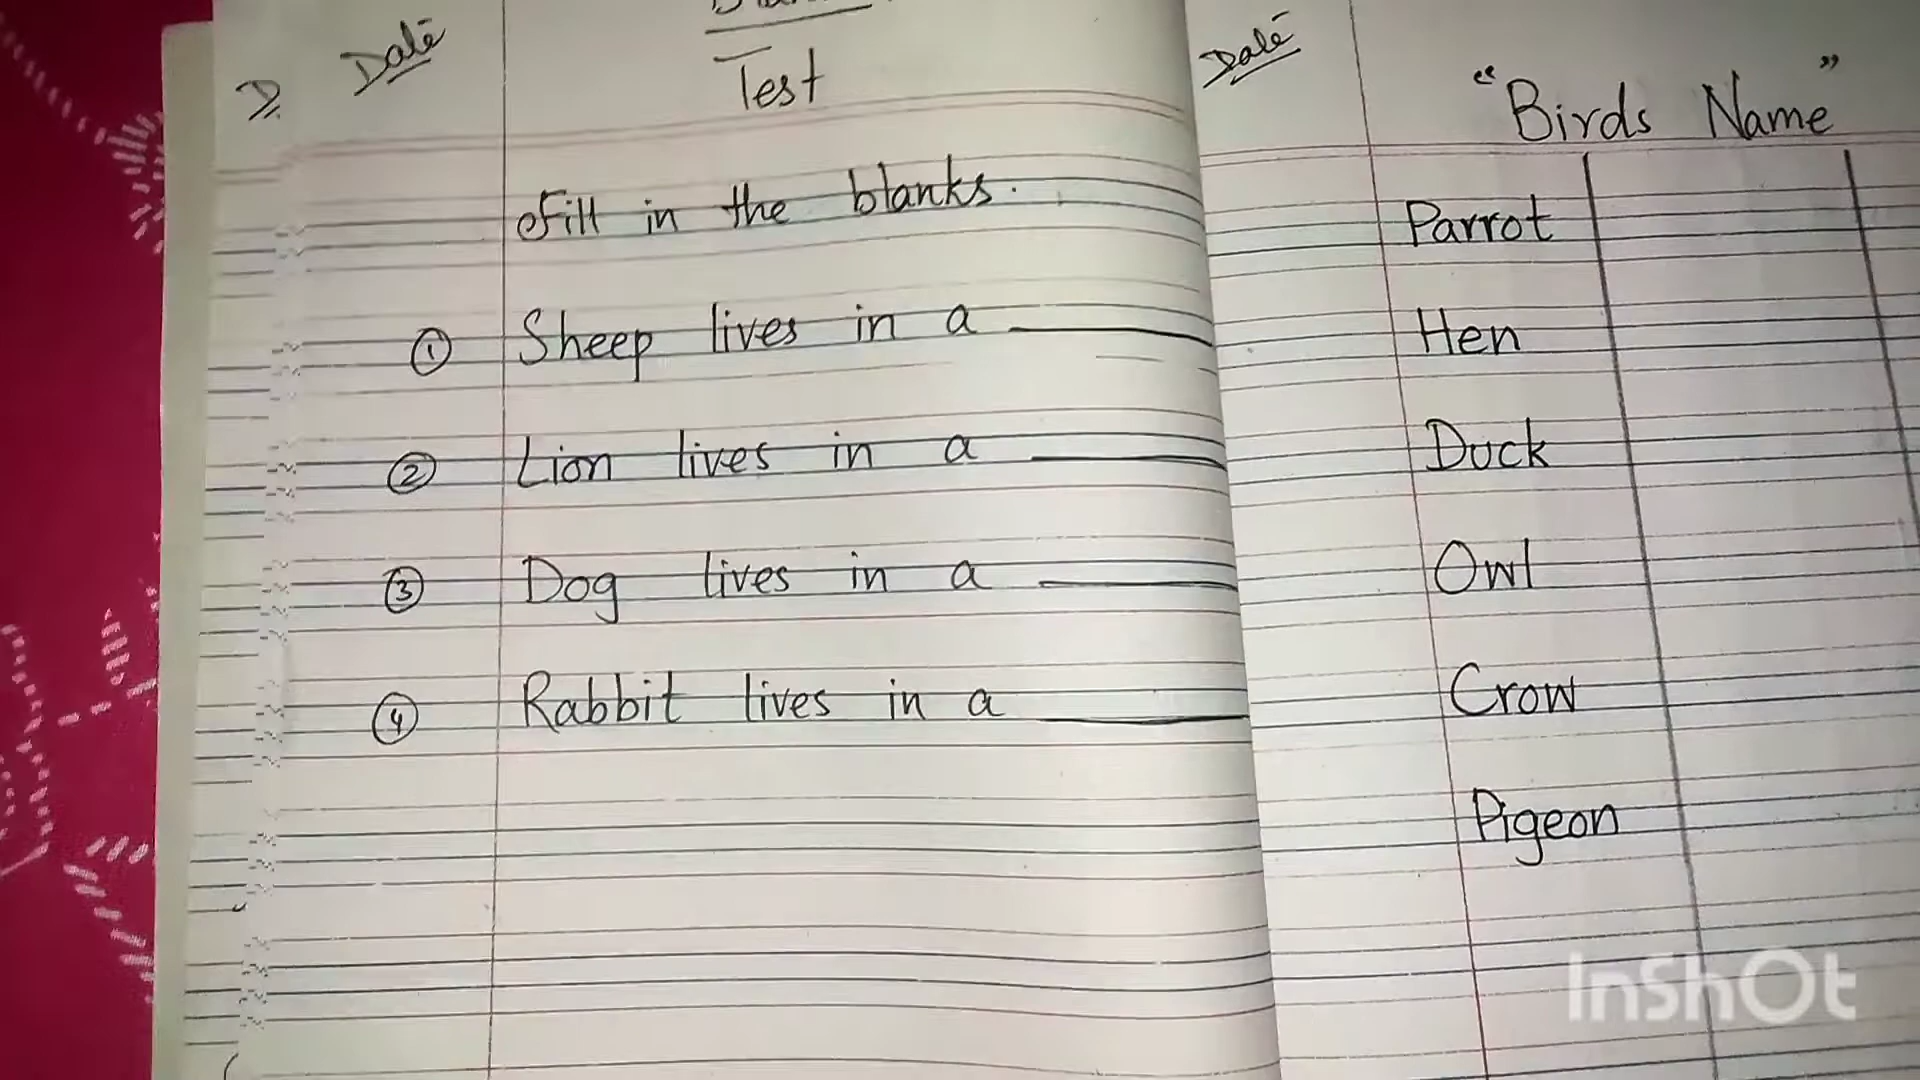 Date
Test
Fill in the blanks.
① Sheep lives in a
② Lion lives in a
③ Dog lives in a
④ Rabbit lives in a
Date
"Birds Name"
Parrot
Hen
Duck
Owl
Crow
Pigeon
InShOt